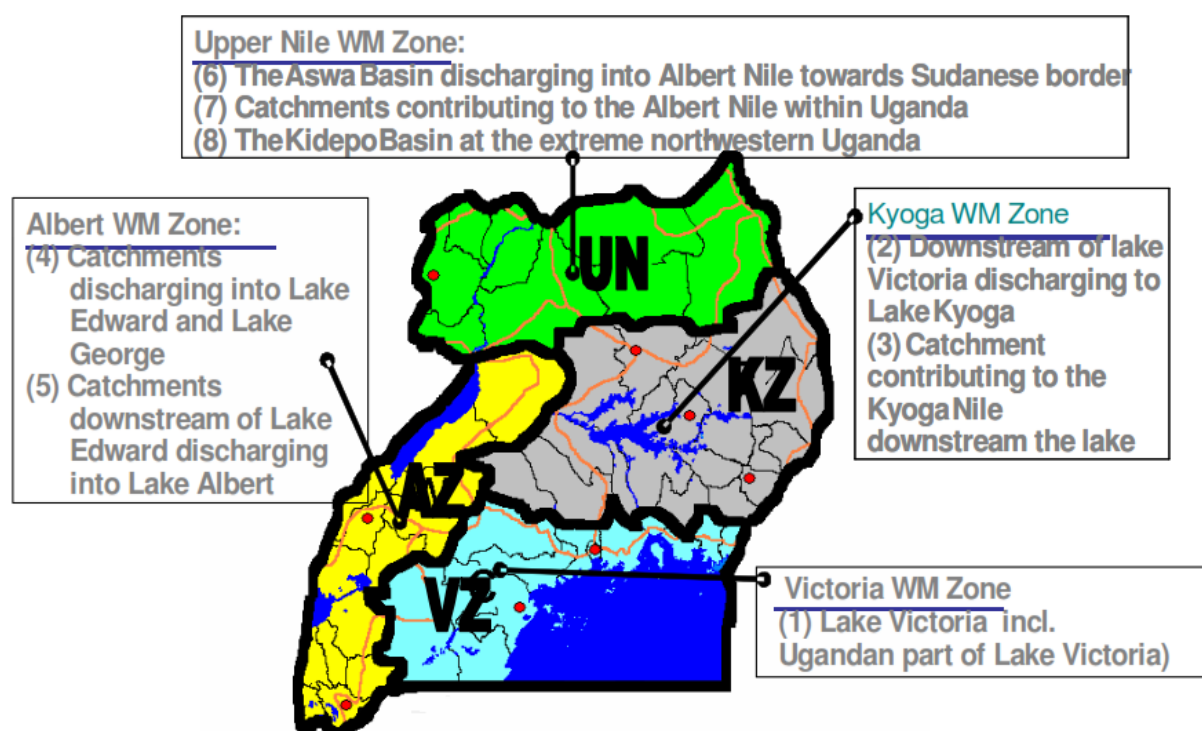 Upper Nile WM Zone:
(6) The Aswa Basin discharging into Albert Nile towards Sudanese border
(7) Catchments contributing to the Albert Nile within Uganda
(8) The Kidepo Basin at the extreme northwestern Uganda
Albert WM Zone:
(4) Catchments
discharging into Lake
Edward and Lake
George
(5) Catchments
downstream of Lake
Edward discharging
into Lake Albert
Kyoga WM Zone
(2) Downstream of lake
Victoria discharging to
Lake Kyoga
(3) Catchment
contributing to the
Kyoga Nile
downstream the lake
UN
KZ
AZ
VZ
Victoria WM Zone
(1) Lake Victoria incl.
Ugandan part of Lake Victoria)